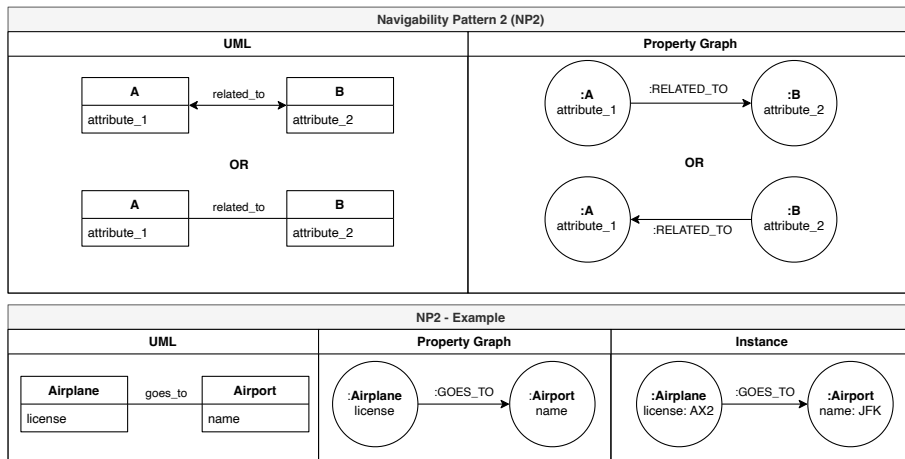 Navigability Pattern 2 (NP2)
UML
Property Graph
A
attribute_1
related_to
B
attribute_2
OR
A
attribute_1
related_to
B
attribute_2
:A
attribute_1
:RELATED_TO
:B
attribute_2
OR
:A
attribute_1
:RELATED_TO
:B
attribute_2
NP2 - Example
UML
Property Graph
Instance
Airplane
license
goes_to
Airport
name
:Airplane
license
:GOES_TO
:Airport
name
:Airplane
license: AX2
:GOES_TO
:Airport
name: JFK